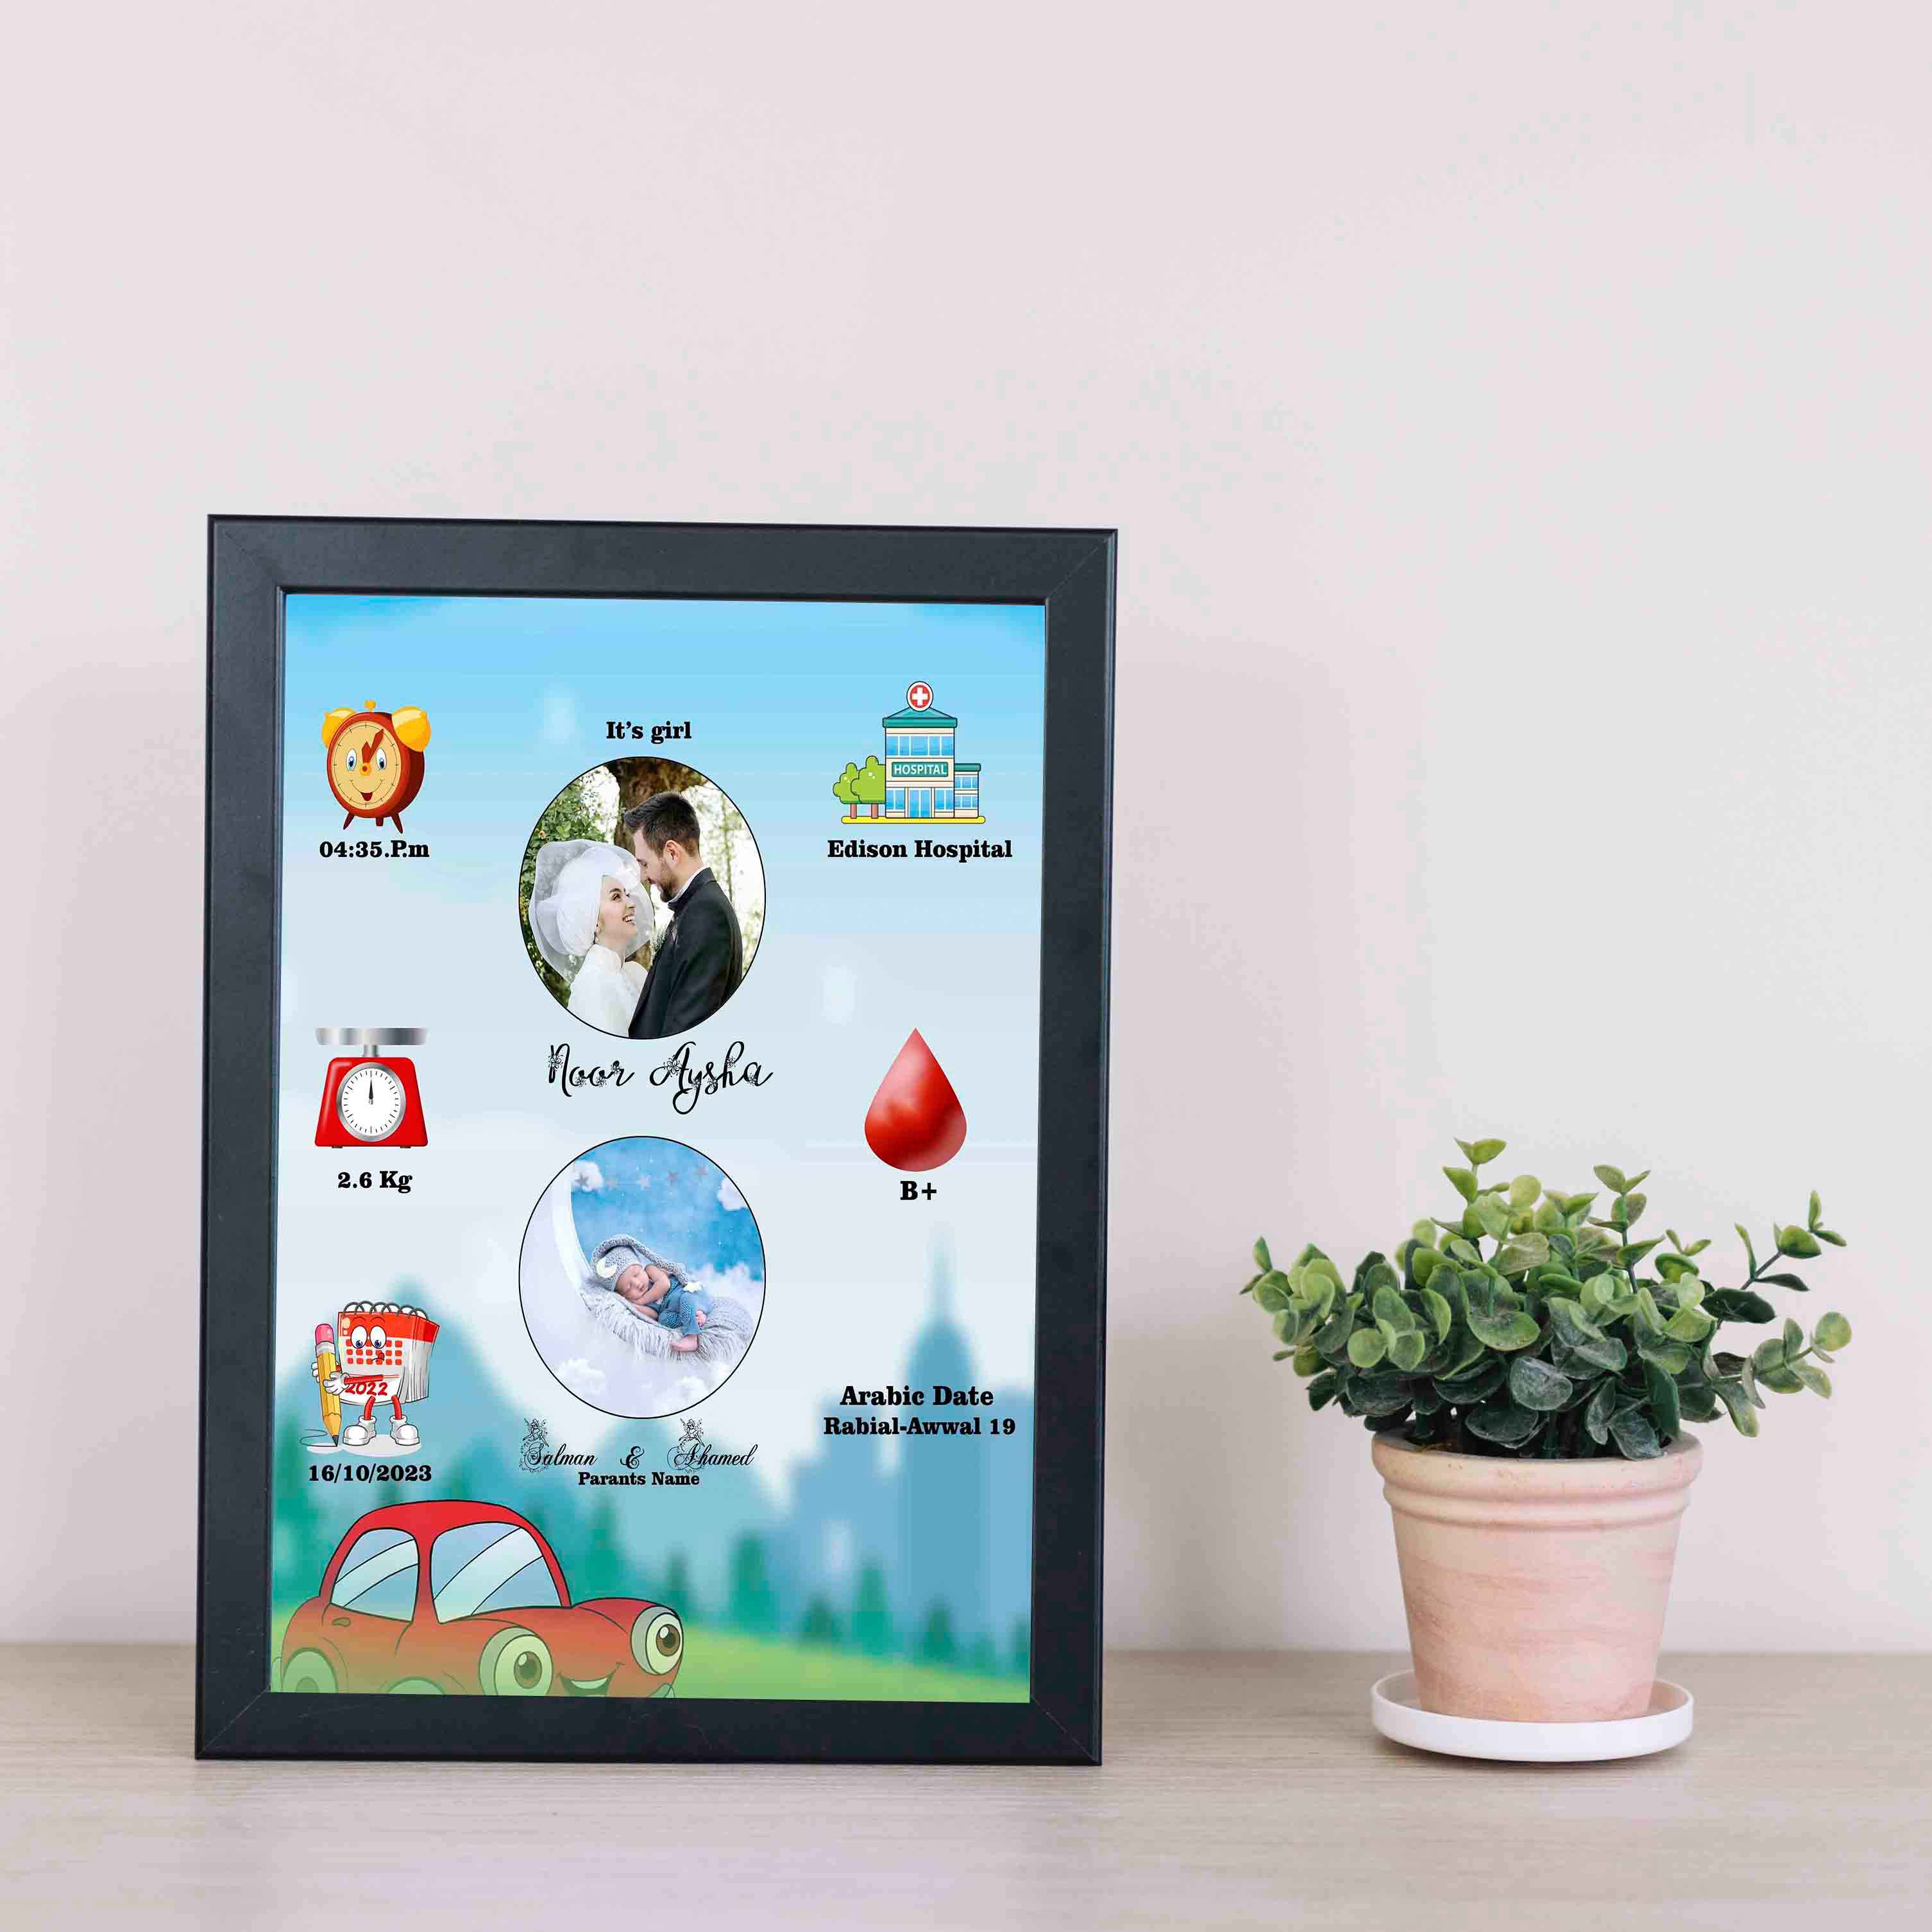 It's girl
HOSPITAL
04:35.P.m
Edison Hospital
Noor Aysha
2.6 Kg
B+
2022
16/10/2023
Arabic Date
Rabial-Awwal 19
Salman & Ahamed
Parants Name